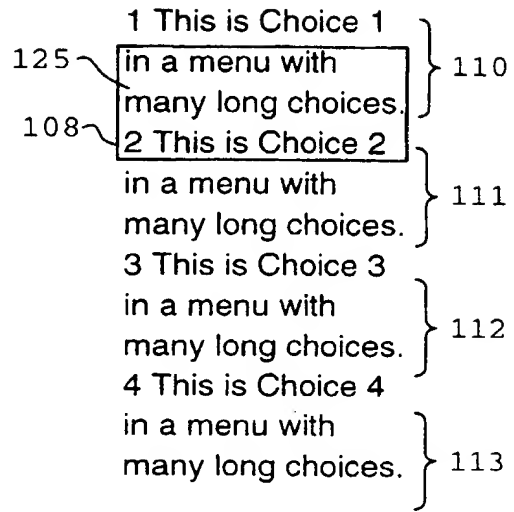 1 This is Choice 1
125 in a menu with 110
many long choices.
108 2 This is Choice 2
in a menu with 111
many long choices.
3 This is Choice 3
in a menu with 112
many long choices.
4 This is Choice 4
in a menu with
many long choices. 113